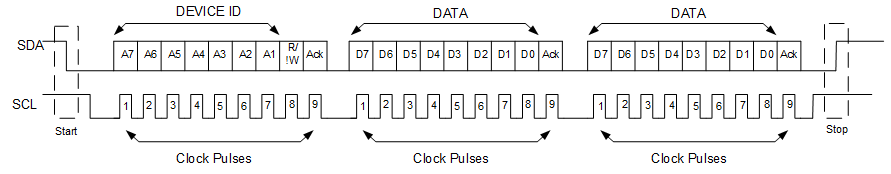 DEVICE ID DATA DATA
SDA A7 A6 A5 A4 A3 A2 A1 R/ !W Ack D7 D6 D5 D4 D3 D2 D1 D0 Ack D7 D6 D5 D4 D3 D2 D1 D0 Ack
SCL 1 2 3 4 5 6 7 8 9 1 2 3 4 5 6 7 8 9 1 2 3 4 5 6 7 8 9
Start Stop
Clock Pulses Clock Pulses Clock Pulses